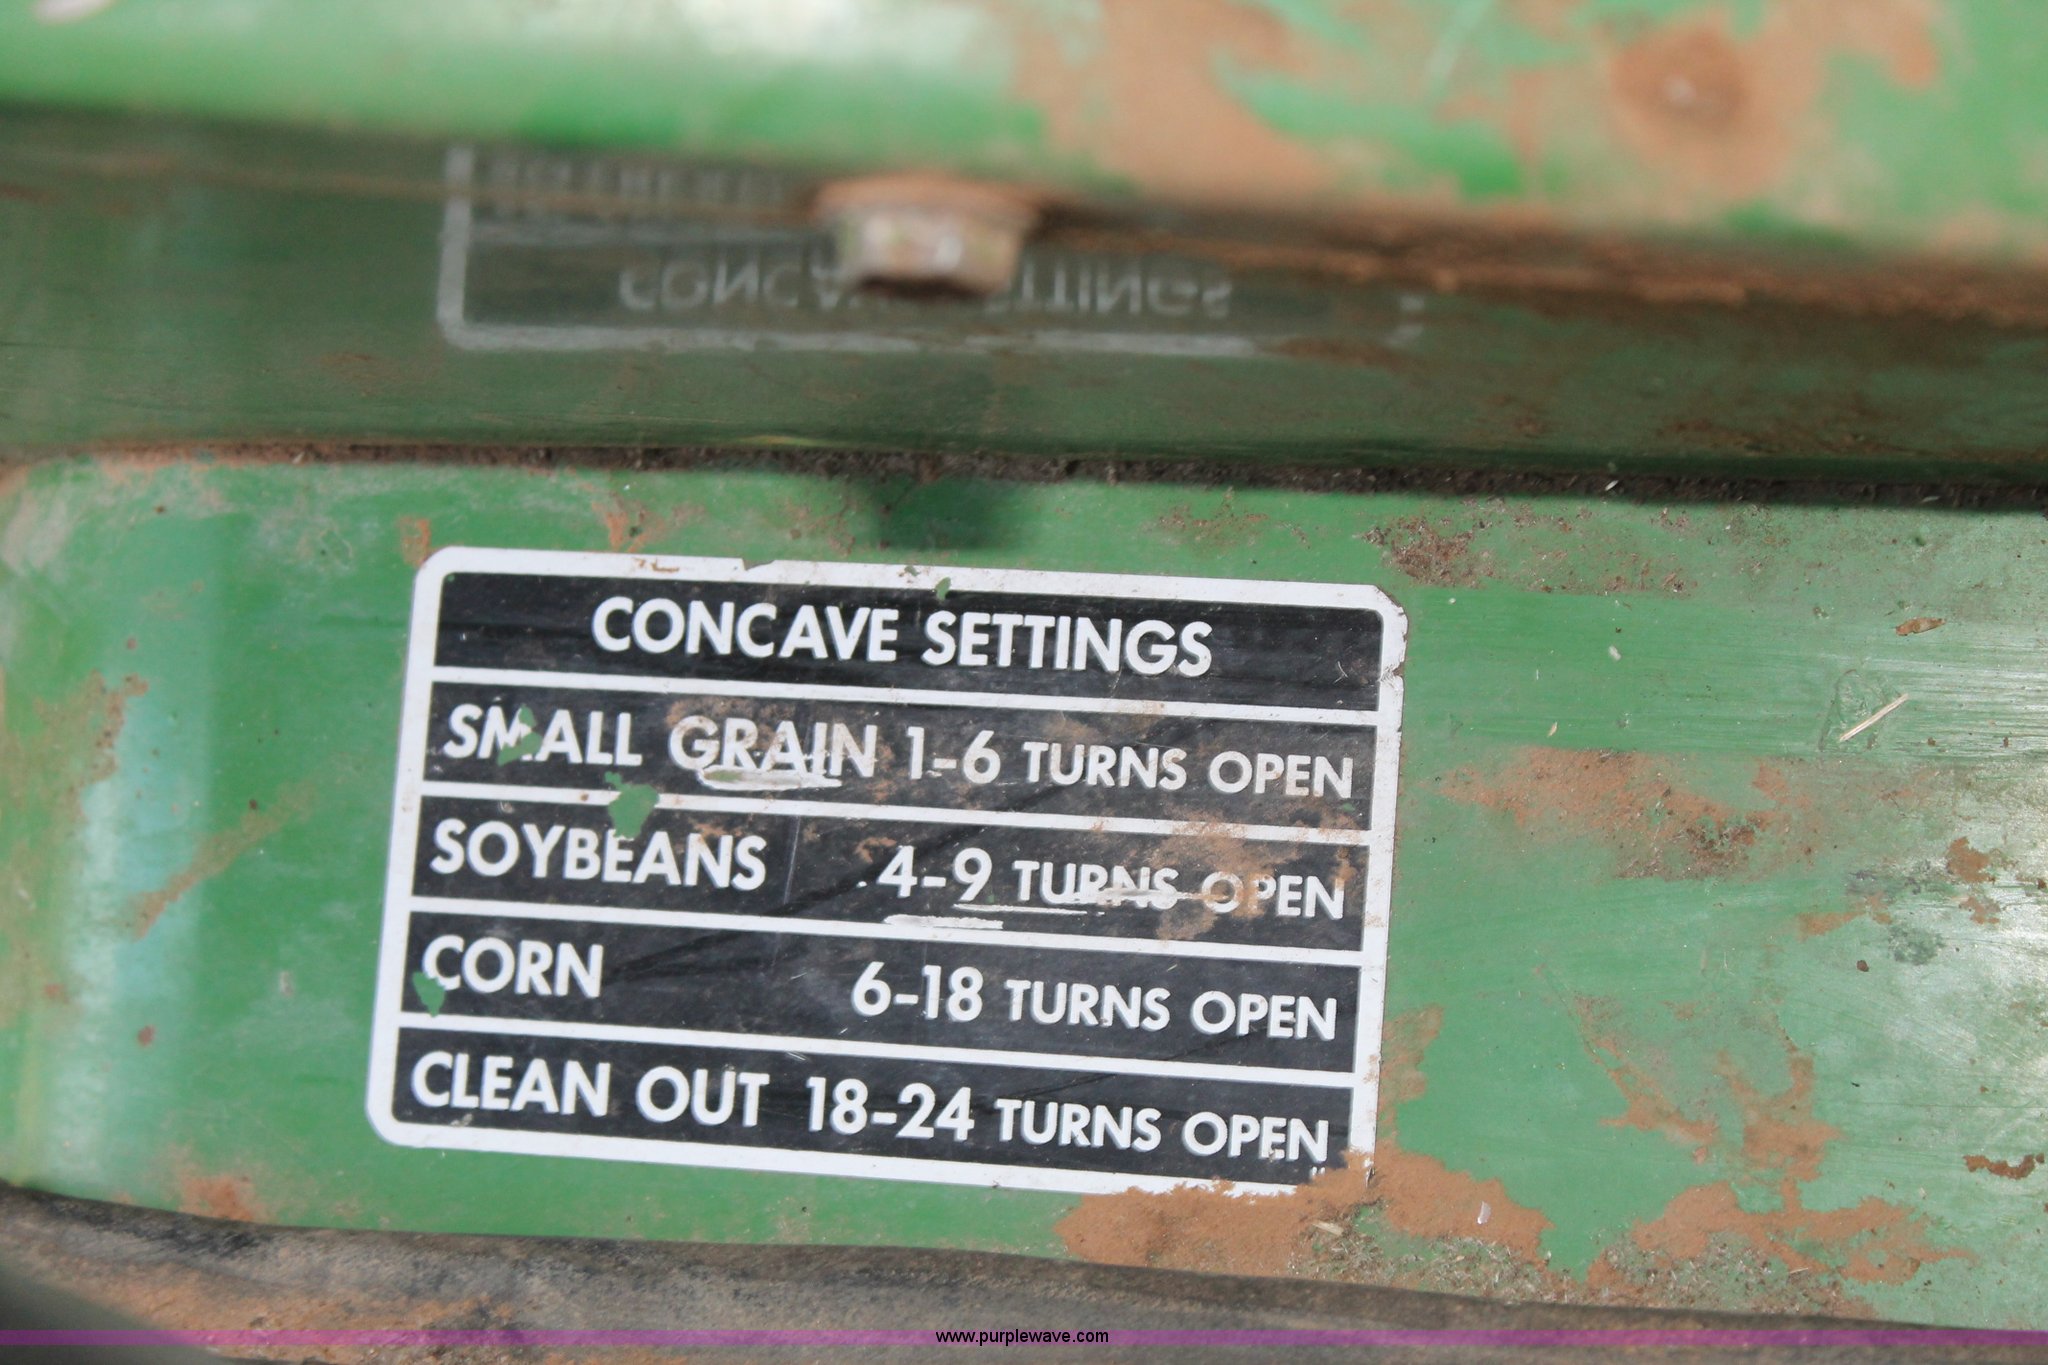 CONCAVE SETTINGS
SMALL GRAIN 1-6 TURNS OPEN
SOYBEANS 4-9 TURNS OPEN
CORN 6-18 TURNS OPEN
CLEAN OUT 18-24 TURNS OPEN
www.purplewave.com